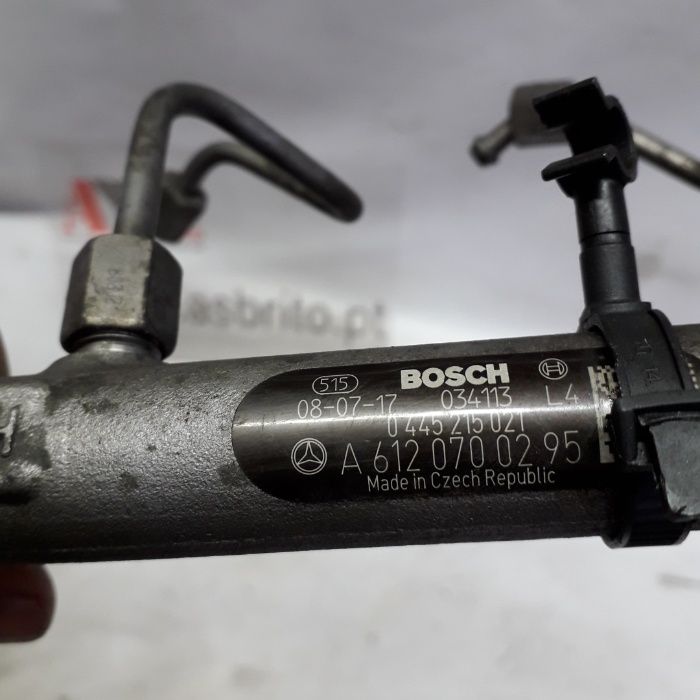 515 BOSCH
08-07-17 034113 L4
0 445 215 021
A 612 070 02 95
Made in Czech Republic
asbrito.pt